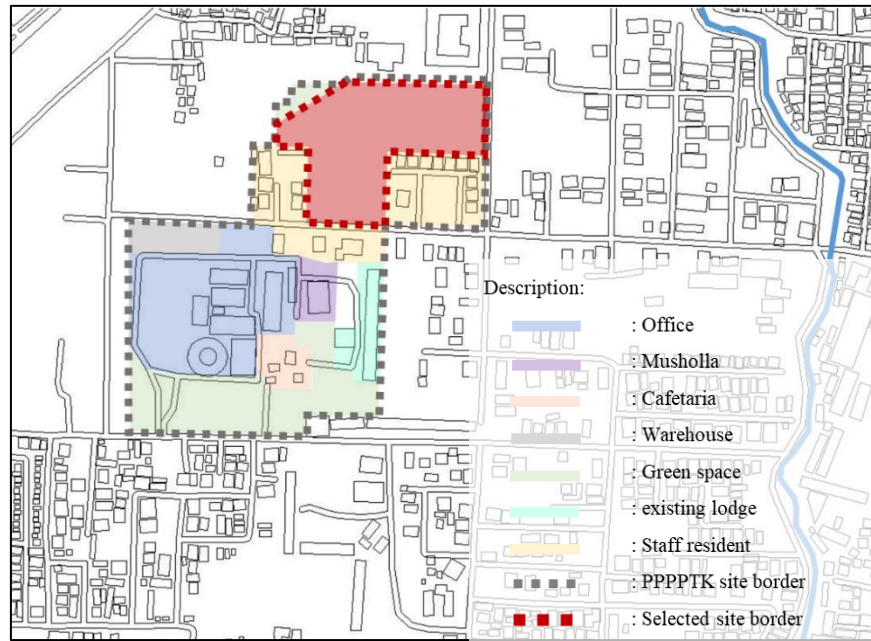 Description:
: Office
: Musholla
: Cafetaria
: Warehouse
: Green space
: existing lodge
: Staff resident
: PPPPTK site border
: Selected site border